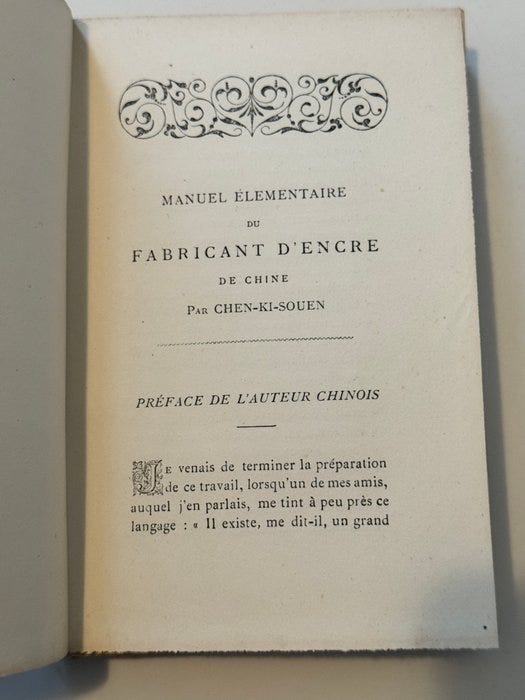 MANUEL ÉLEMENTAIRE
DU
FABRICANT D'ENCRE
DE CHINE
PAR CHEN-KI-SOUEN
PRÉFACE DE L'AUTEUR CHINOIS
JE venais de terminer la préparation
de ce travail, lorsqu'un de mes amis,
auquel j'en parlais, me tint à peu près ce
langage : « Il existe, me dit-il, un grand